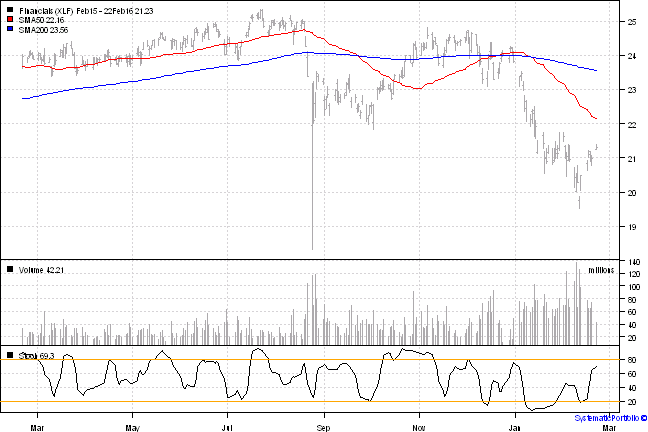 Financials (XLF) Feb15 - 22Feb16 21.23
SMA50 22.16
SMA200 23.56
25
24
23
22
21
20
19
Volume 42.21
millions
140
120
100
80
60
40
20
Stoch 69.3
80
60
40
20
Mar May Jul Sep Nov Jan Mar
SystematicPortfolio ©